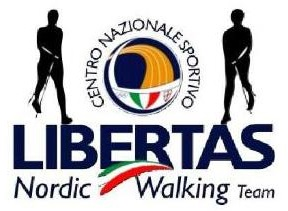 CENTRO NAZIONALE SPORTIVO
LIBERTAS
Nordic Walking Team